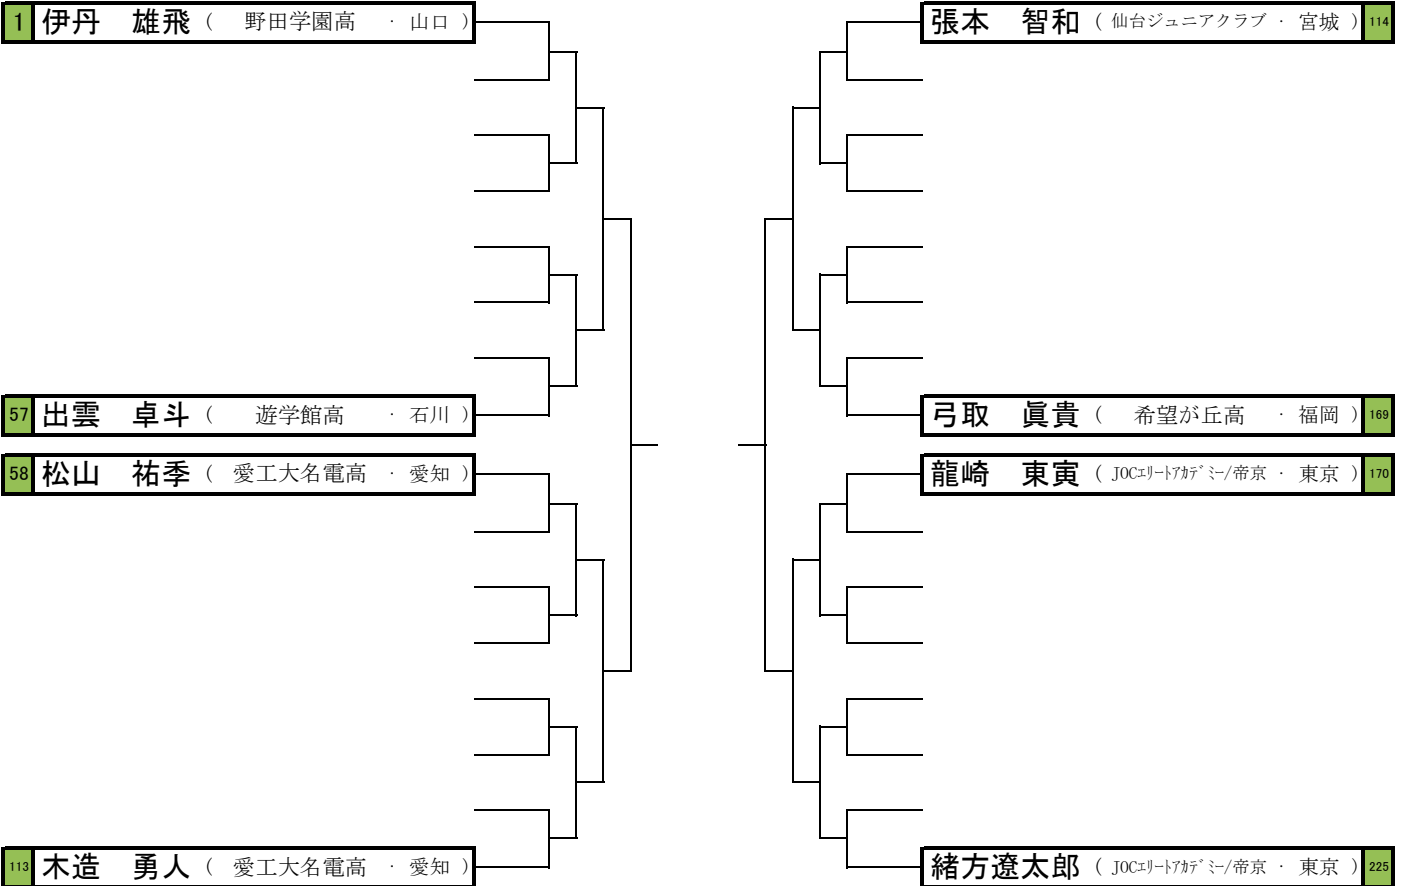 1 伊丹 雄飛 ( 野田学園高 ・ 山口 )
57 出雲 卓斗 ( 遊学館高 ・ 石川 )
58 松山 祐季 ( 愛工大名電高 ・ 愛知 )
113 木造 勇人 ( 愛工大名電高 ・ 愛知 )
張本 智和 ( 仙台ジュニアクラブ ・ 宮城 ) 114
弓取 眞貴 ( 希望が丘高 ・ 福岡 ) 169
龍崎 東寅 ( JOCエリートアカデミー/帝京 ・ 東京 ) 170
緒方遼太郎 ( JOCエリートアカデミー/帝京 ・ 東京 ) 225